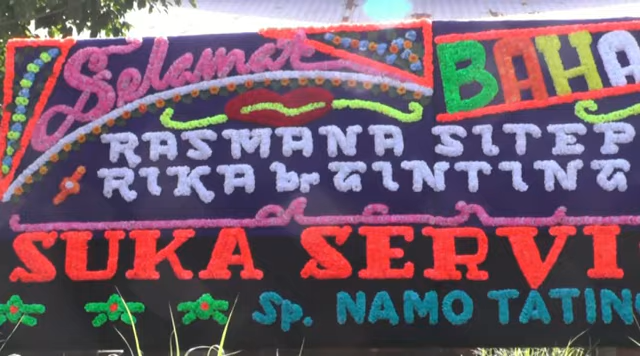 Selamat BAHA
RASMANA SITEP
RIKA br GINTING
SUKA SERVI
Sp. NAMO TATIN